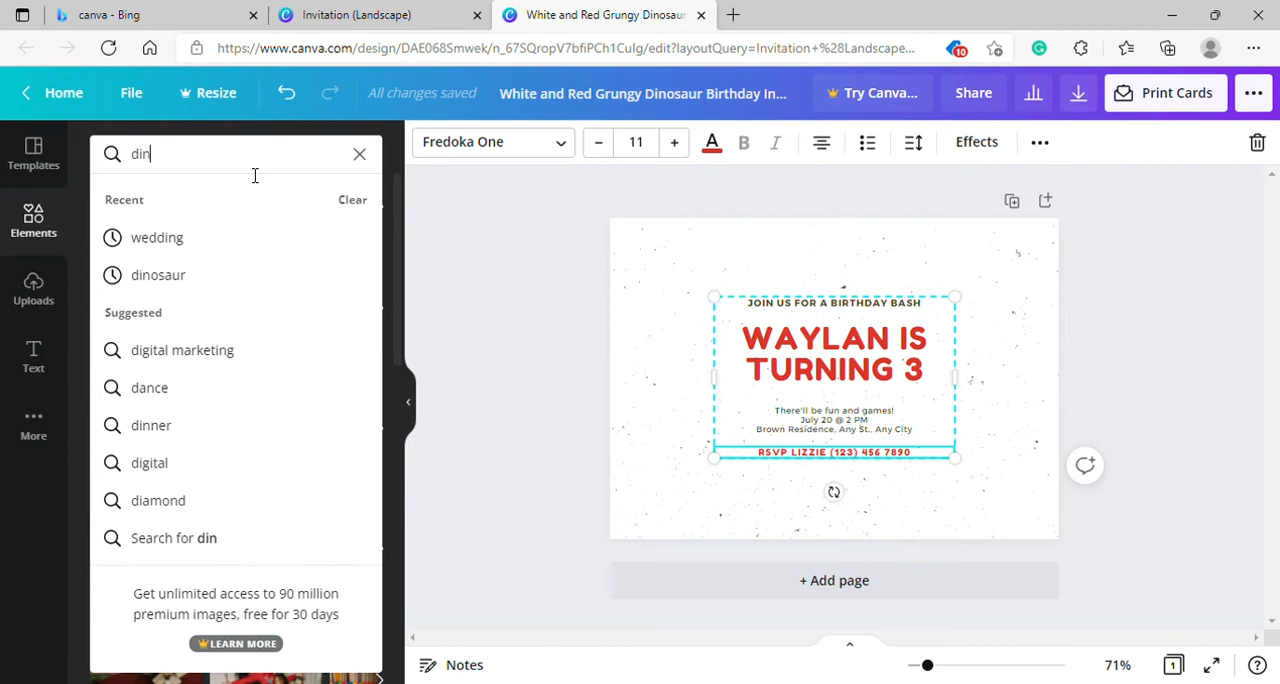 canva - Bing
Invitation (Landscape)
White and Red Grungy Dinosaur
https://www.canva.com/design/DAE068Smwek/n_67SQropV7bfiPCh1Culg/edit?layoutQuery=Invitation+%28Landscape...
10
Home
File
Resize
All changes saved
White and Red Grungy Dinosaur Birthday In...
Try Canva...
Share
Print Cards
Templates
Elements
Uploads
Text
More
din
Recent
Clear
wedding
dinosaur
Suggested
digital marketing
dance
dinner
digital
diamond
Search for din
Get unlimited access to 90 million
premium images, free for 30 days
LEARN MORE
Fredoka One
– 11 +
A
B
I
Effects
JOIN US FOR A BIRTHDAY BASH
WAYLAN IS
TURNING 3
There'll be fun and games!
July 20 @ 2 PM
Brown Residence, Any St., Any City
RSVP LIZZIE (123) 456 7890
+ Add page
Notes
71%
1